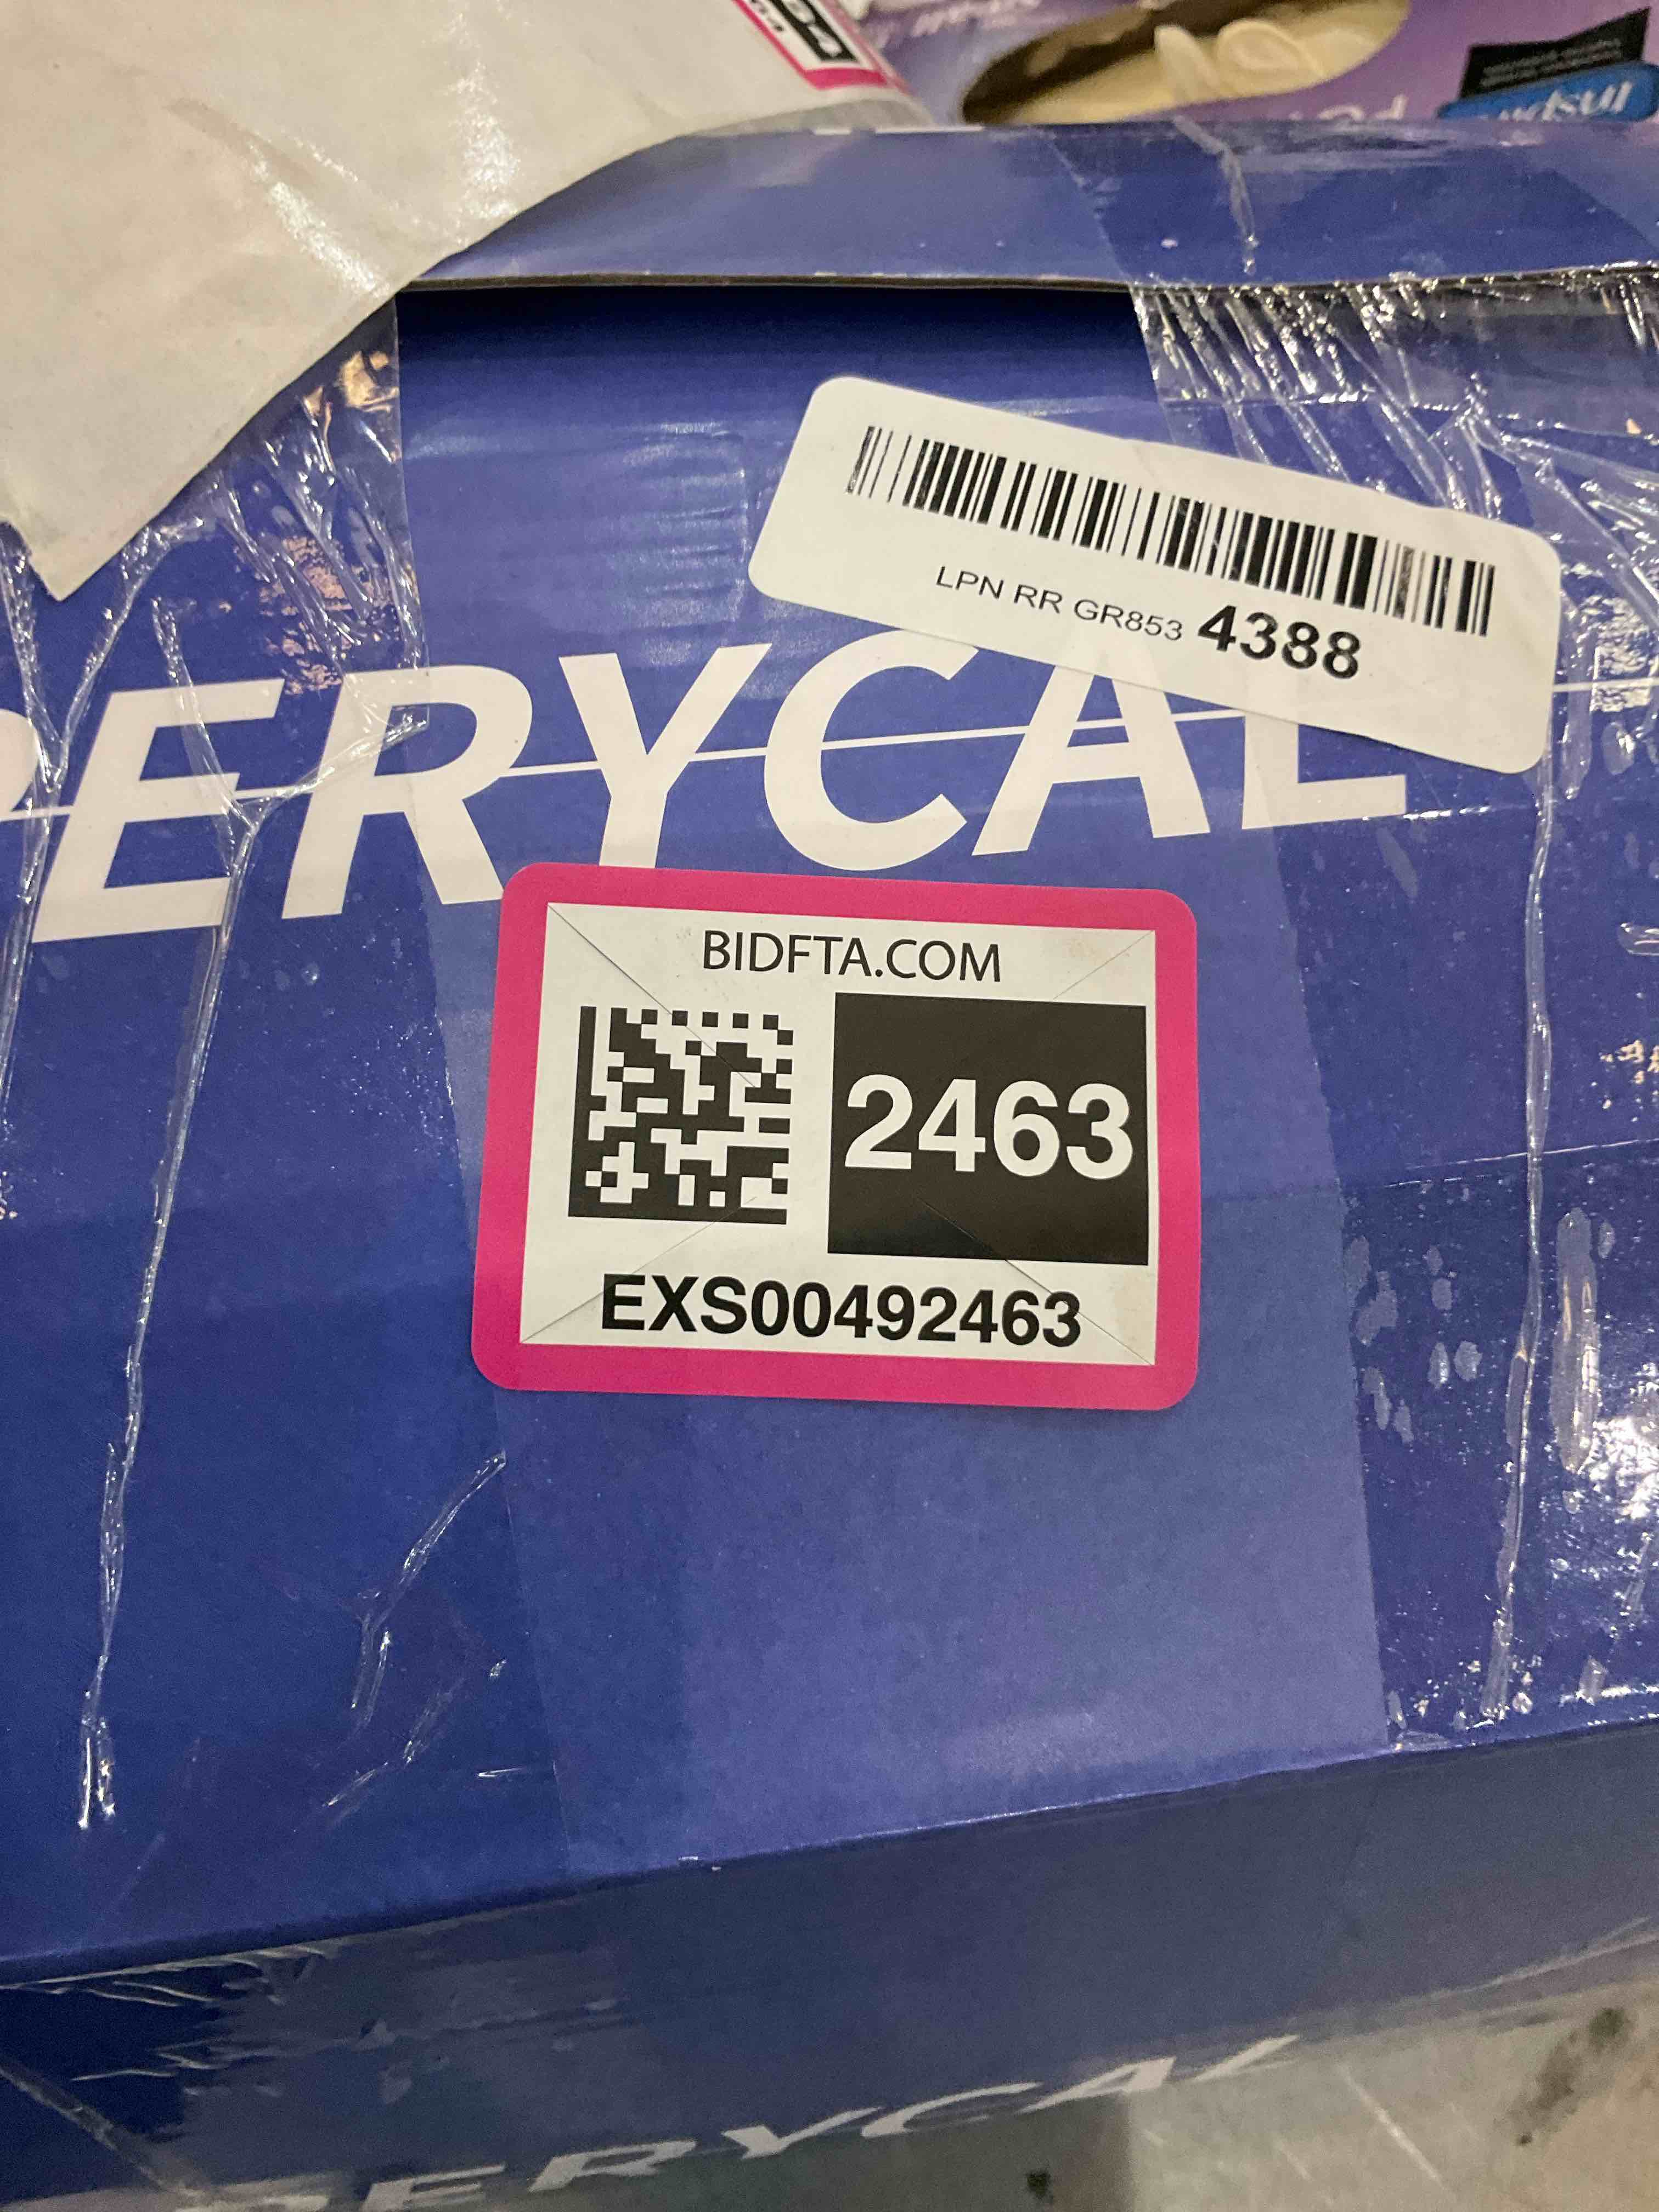 LPN RR GR853 4388
ERYCAL
BIDFTA.COM
2463
EXS00492463
ERYCAL